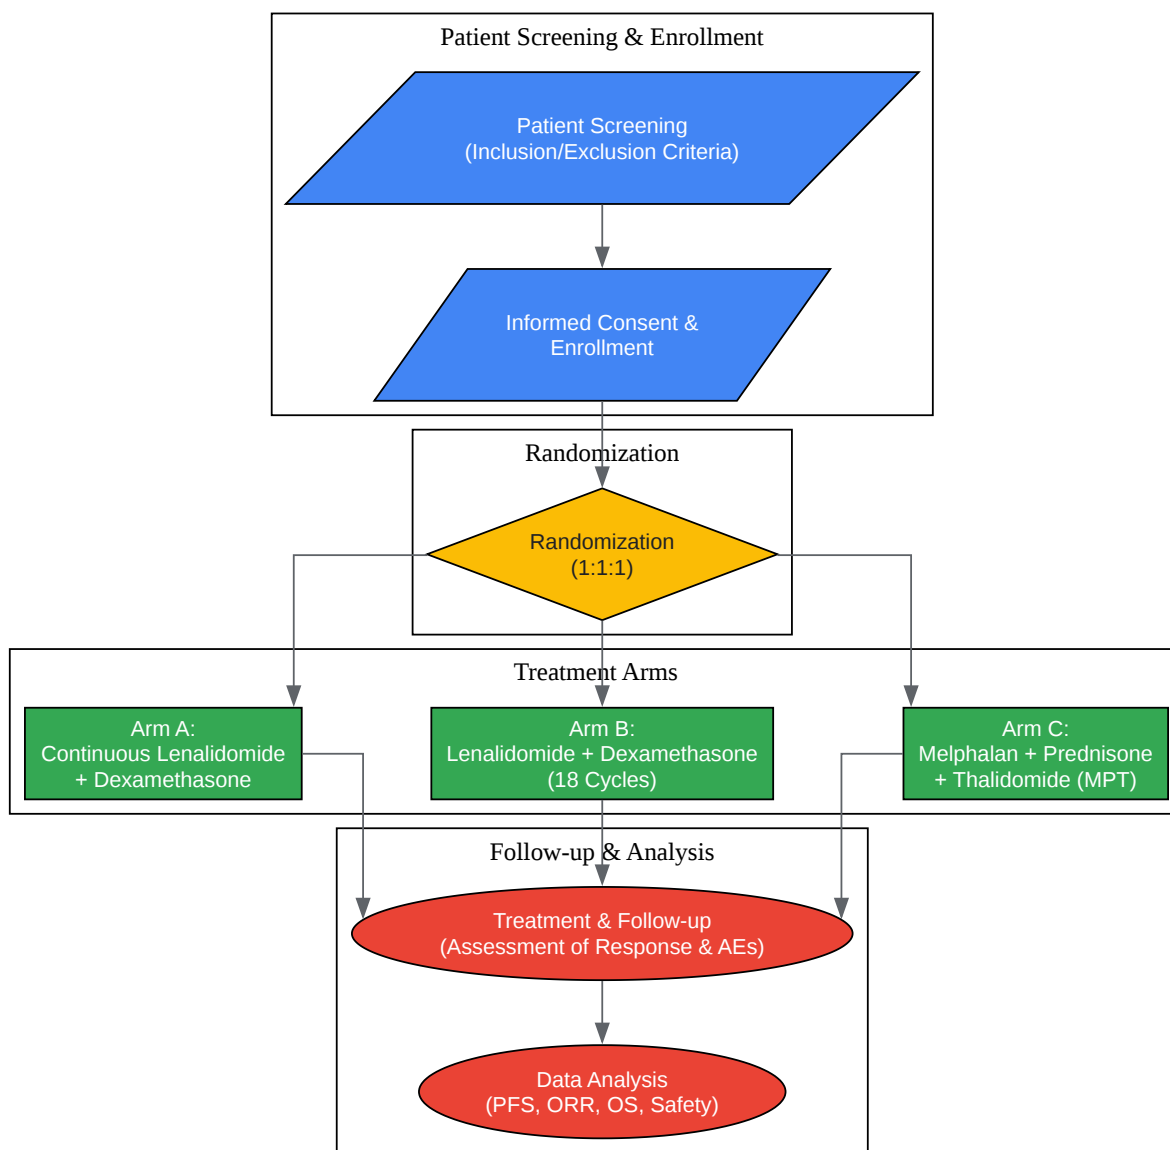 Patient Screening & Enrollment
Patient Screening
(Inclusion/Exclusion Criteria)
Informed Consent &
Enrollment
Randomization
Randomization
(1:1:1)
Treatment Arms
Arm A:
Continuous Lenalidomide
+ Dexamethasone
Arm B:
Lenalidomide + Dexamethasone
(18 Cycles)
Arm C:
Melphalan + Prednisone
+ Thalidomide (MPT)
Follow-up & Analysis
Treatment & Follow-up
(Assessment of Response & AEs)
Data Analysis
(PFS, ORR, OS, Safety)